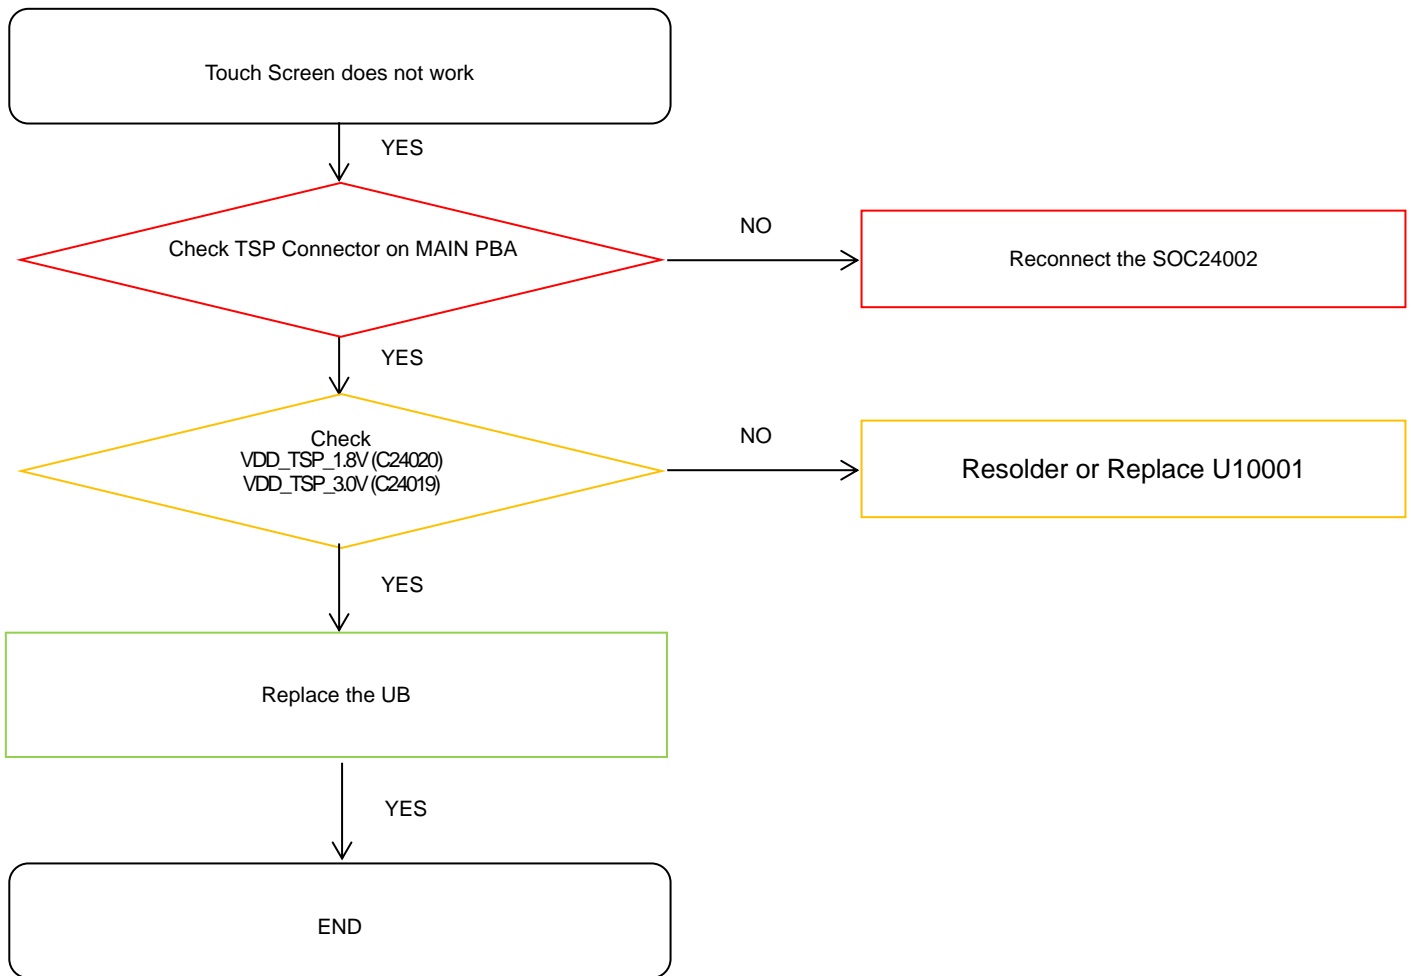 Touch Screen does not work
YES
Check TSP Connector on MAIN PBA
NO
Reconnect the SOC24002
YES
Check
VDD_TSP_1.8V (C24020)
VDD_TSP_3.0V (C24019)
NO
Resolder or Replace U10001
YES
Replace the UB
YES
END